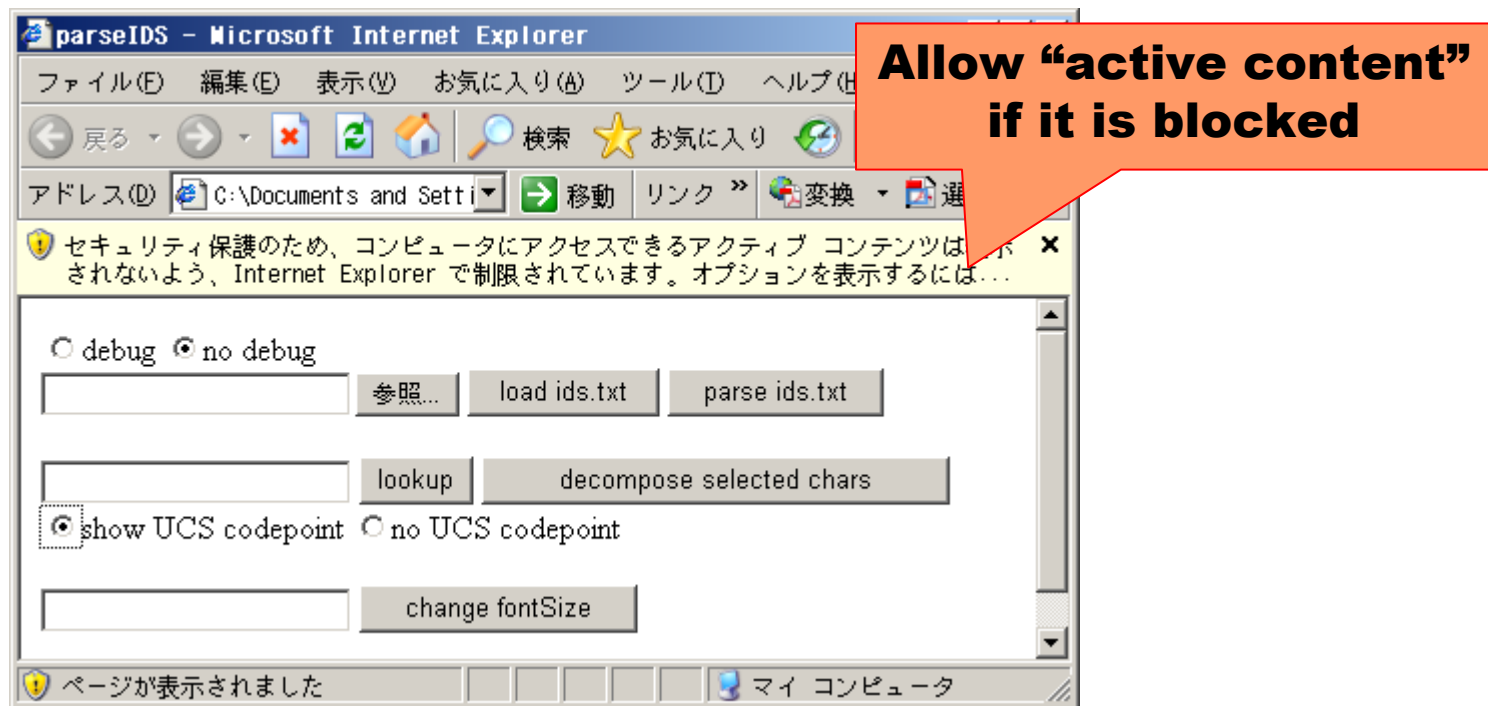 parseIDS - Microsoft Internet Explorer
Allow “active content”
if it is blocked
ファイル(F) 編集(E) 表示(V) お気に入り(A) ツール(T) ヘルプ(H
戻る 検索 お気に入り
アドレス(D) C:\Documents and Setti 移動 リンク » 変換 選
セキュリティ保護のため、コンピュータにアクセスできるアクティブ コンテンツは
されないよう、Internet Explorer で制限されています。オプションを表示するには...
debug no debug
参照... load ids.txt parse ids.txt
lookup decompose selected chars
show UCS codepoint no UCS codepoint
change fontSize
ページが表示されました マイ コンピュータ